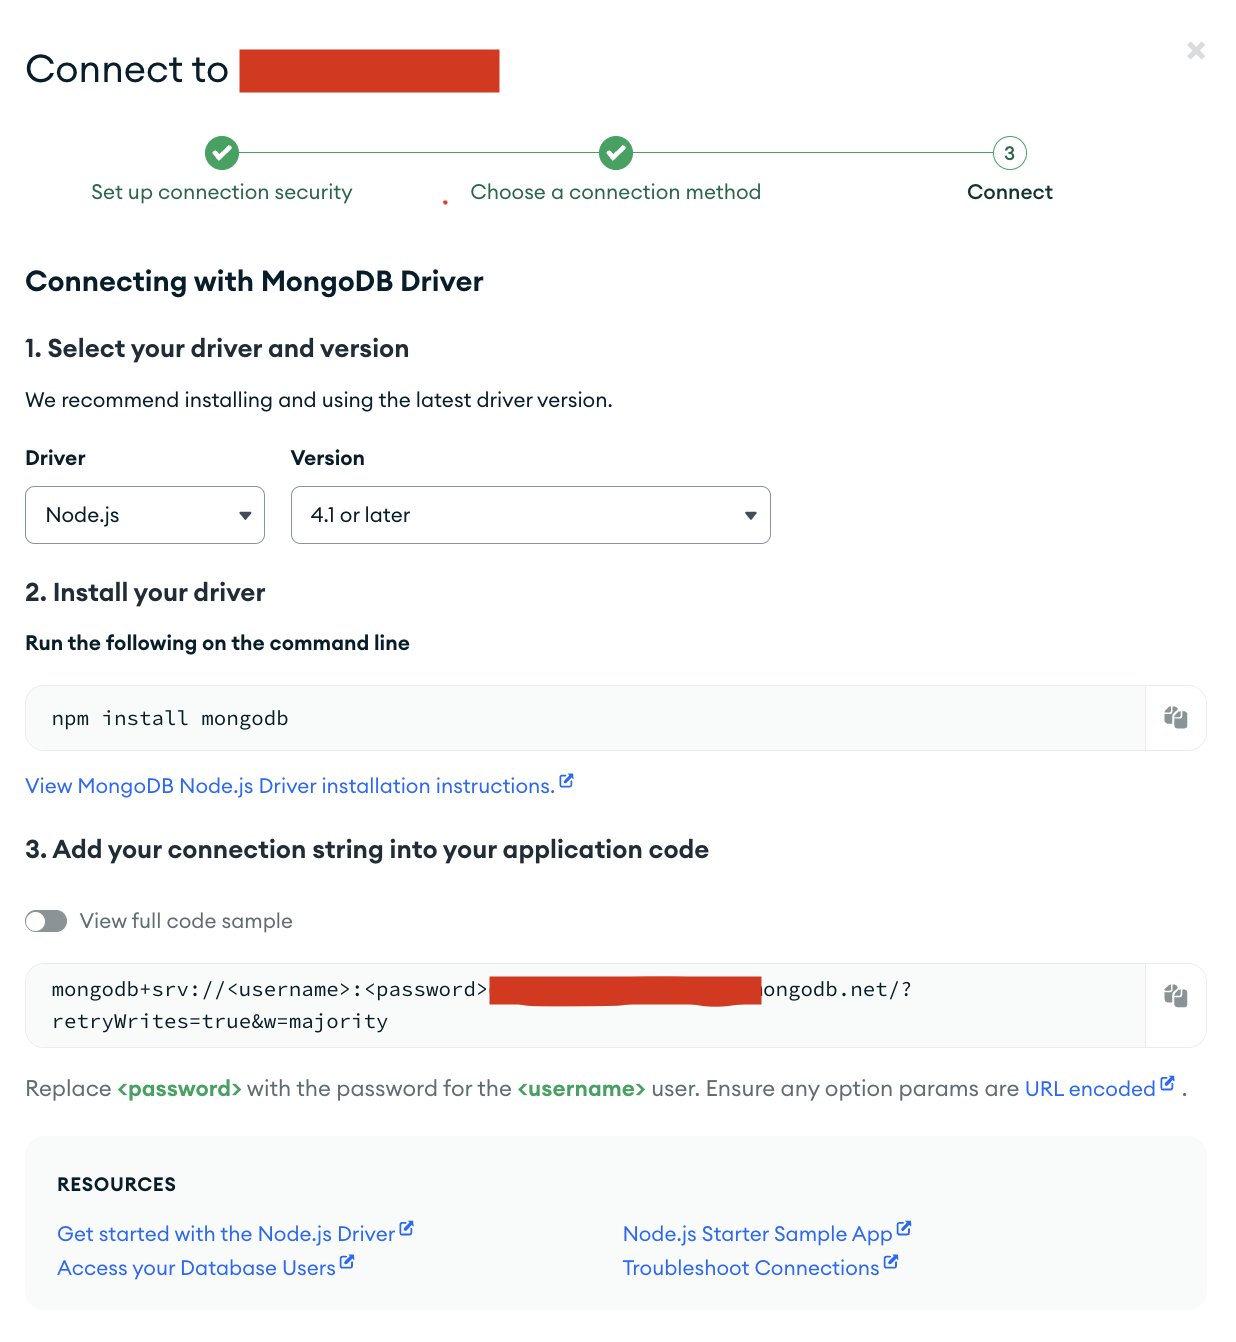 Connect to
Set up connection security
Choose a connection method
3
Connect
Connecting with MongoDB Driver
1. Select your driver and version
We recommend installing and using the latest driver version.
Driver
Version
Node.js
4.1 or later
2. Install your driver
Run the following on the command line
npm install mongodb
View MongoDB Node.js Driver installation instructions.
3. Add your connection string into your application code
View full code sample
mongodb+srv://<username>:<password> ongodb.net/?
retryWrites=true&w=majority
Replace <password> with the password for the <username> user. Ensure any option params are URL encoded .
RESOURCES
Get started with the Node.js Driver
Node.js Starter Sample App
Access your Database Users
Troubleshoot Connections